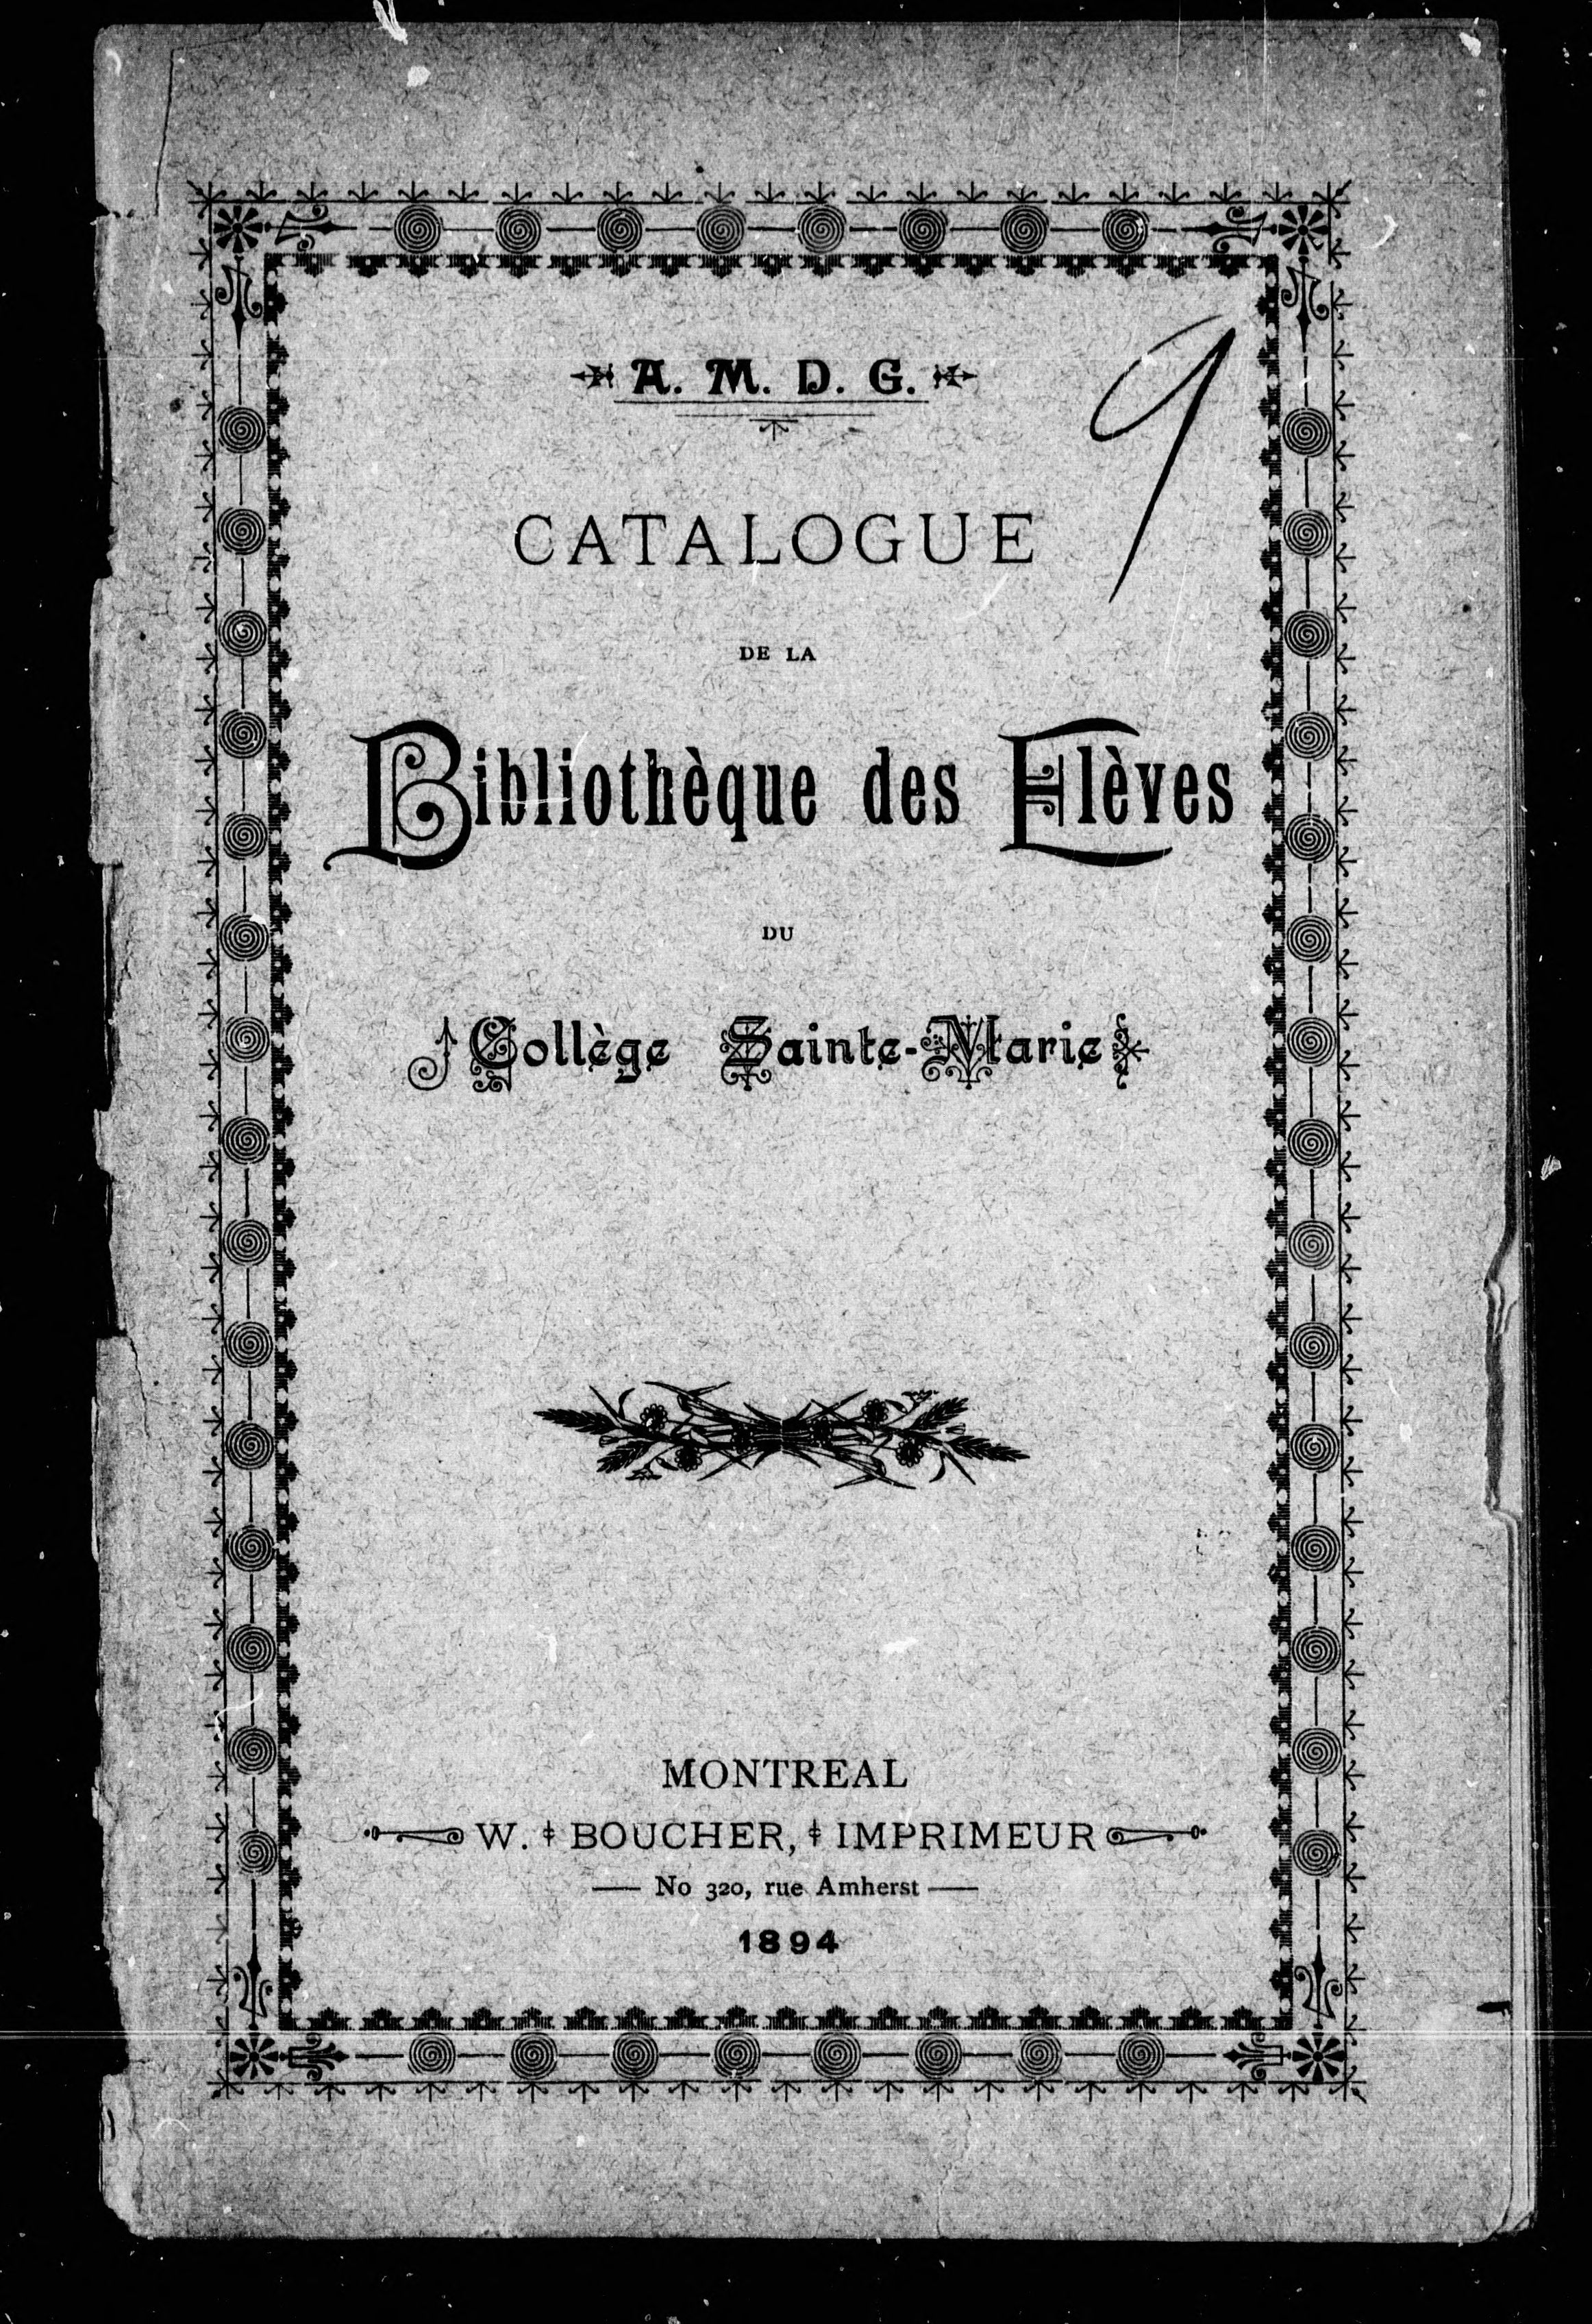 A. M. D. G.
9
CATALOGUE
DE LA
Bibliothèque des Elèves
DU
Collège Sainte-Marie
MONTREAL
W. BOUCHER, IMPRIMEUR
No 320, rue Amherst
1894